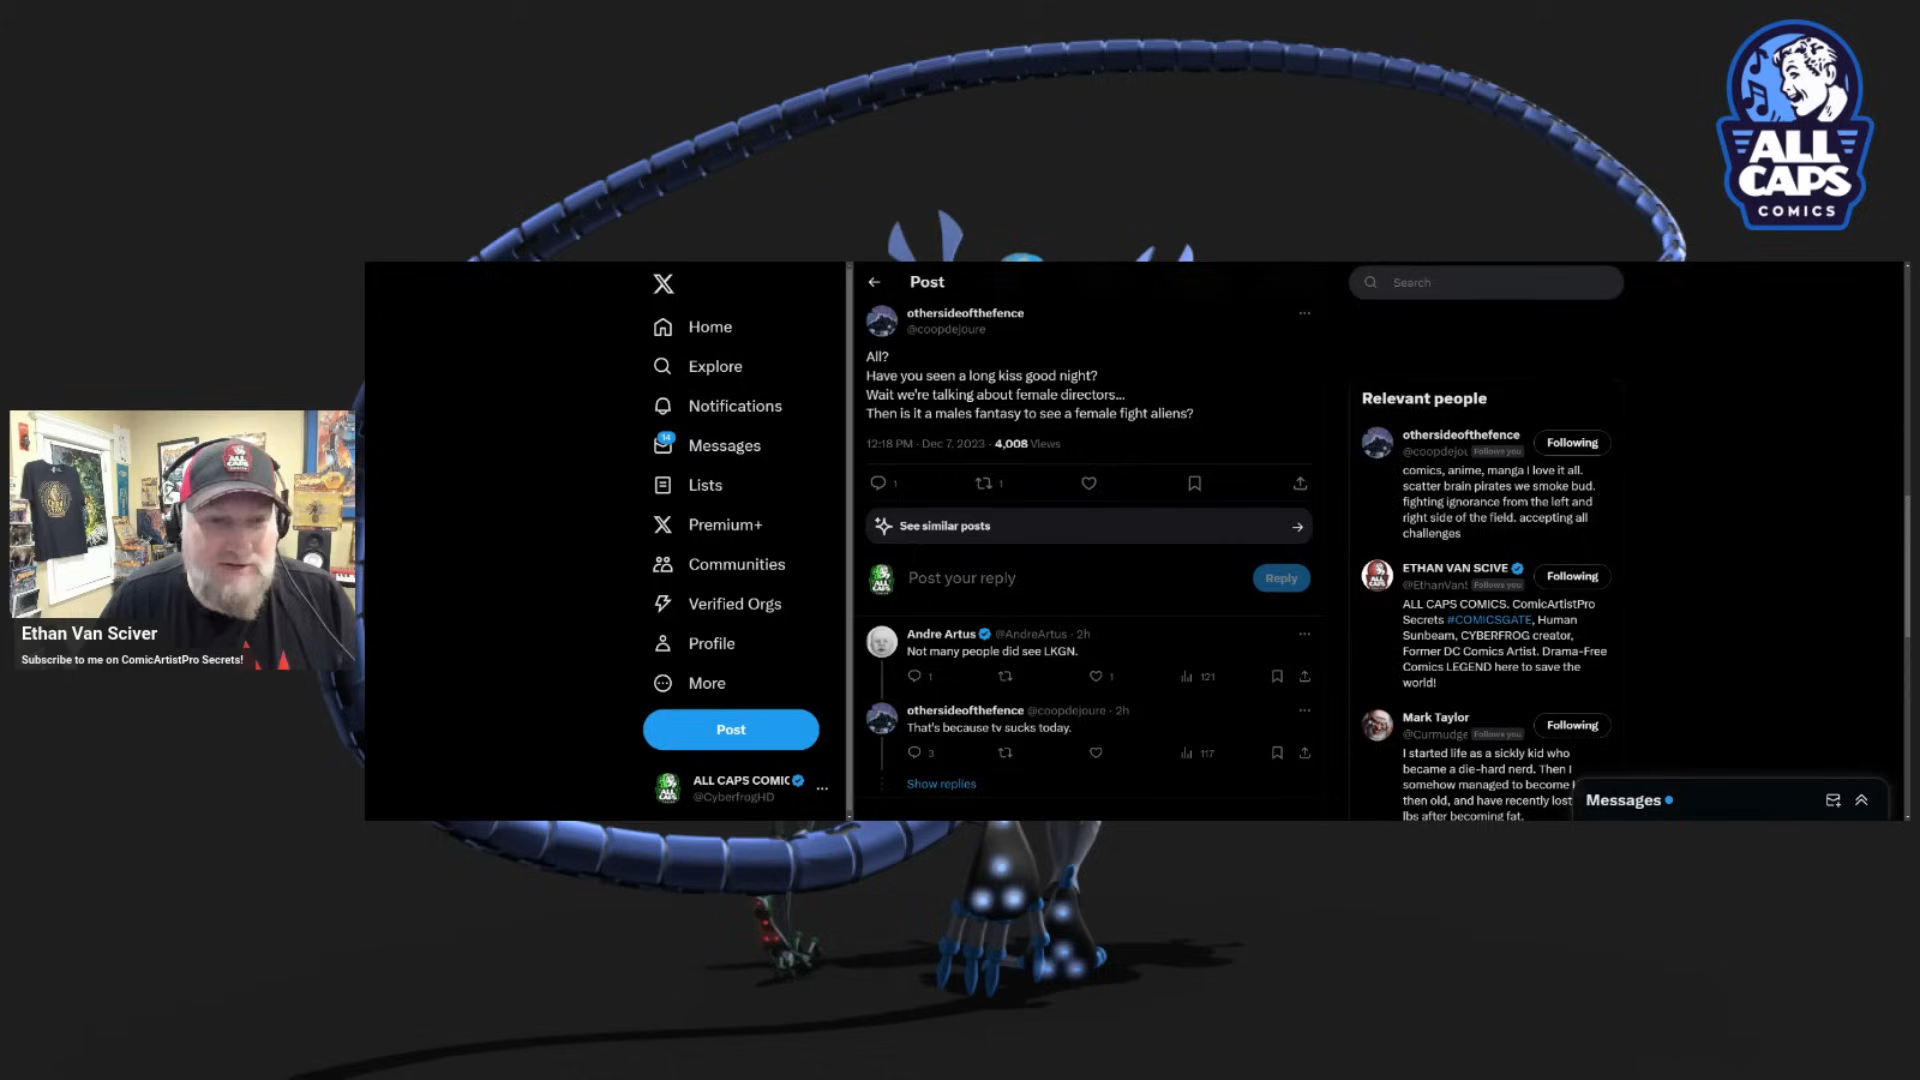 ALL
CAPS
COMICS
Ethan Van Sciver
Subscribe to me on ComicArtistPro Secrets!
Home
Explore
Notifications
14
Messages
Lists
Premium+
Communities
Verified Orgs
Profile
More
Post
ALL CAPS COMIC
@CyberfrogHD
Post
othersideofthefence
@coopdejoure
All?
Have you seen a long kiss good night?
Wait we're talking about female directors...
Then is it a males fantasy to see a female fight aliens?
12:18 PM · Dec 7, 2023 · 4,008 Views
1 1
See similar posts
Post your reply
Reply
Andre Artus @AndreArtus · 2h
Not many people did see LKGN.
1 1 121
othersideofthefence @coopdejoure · 2h
That's because tv sucks today.
3 117
Show replies
Search
Relevant people
othersideofthefence
@coopdejou Follows you
Following
comics, anime, manga I love it all.
scatter brain pirates we smoke bud.
fighting ignorance from the left and
right side of the field. accepting all
challenges
ETHAN VAN SCIVE
@EthanVanS Follows you
Following
ALL CAPS COMICS. ComicArtistPro
Secrets #COMICSGATE, Human
Sunbeam, CYBERFROG creator,
Former DC Comics Artist. Drama-Free
Comics LEGEND here to save the
world!
Mark Taylor
@Curmudge Follows you
Following
I started life as a sickly kid who
became a die-hard nerd. Then I
somehow managed to become
then old, and have recently lost
lbs after becoming fat.
Messages